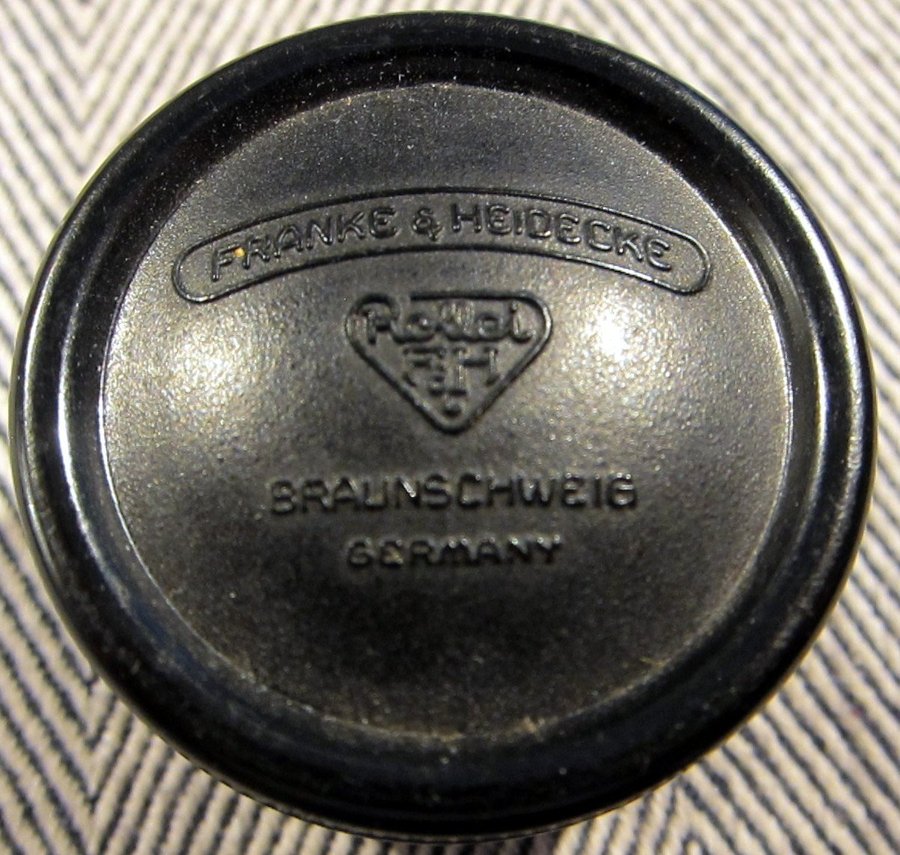 FRANKE & HEIDECKE
Rollei
F&H
BRAUNSCHWEIG
GERMANY